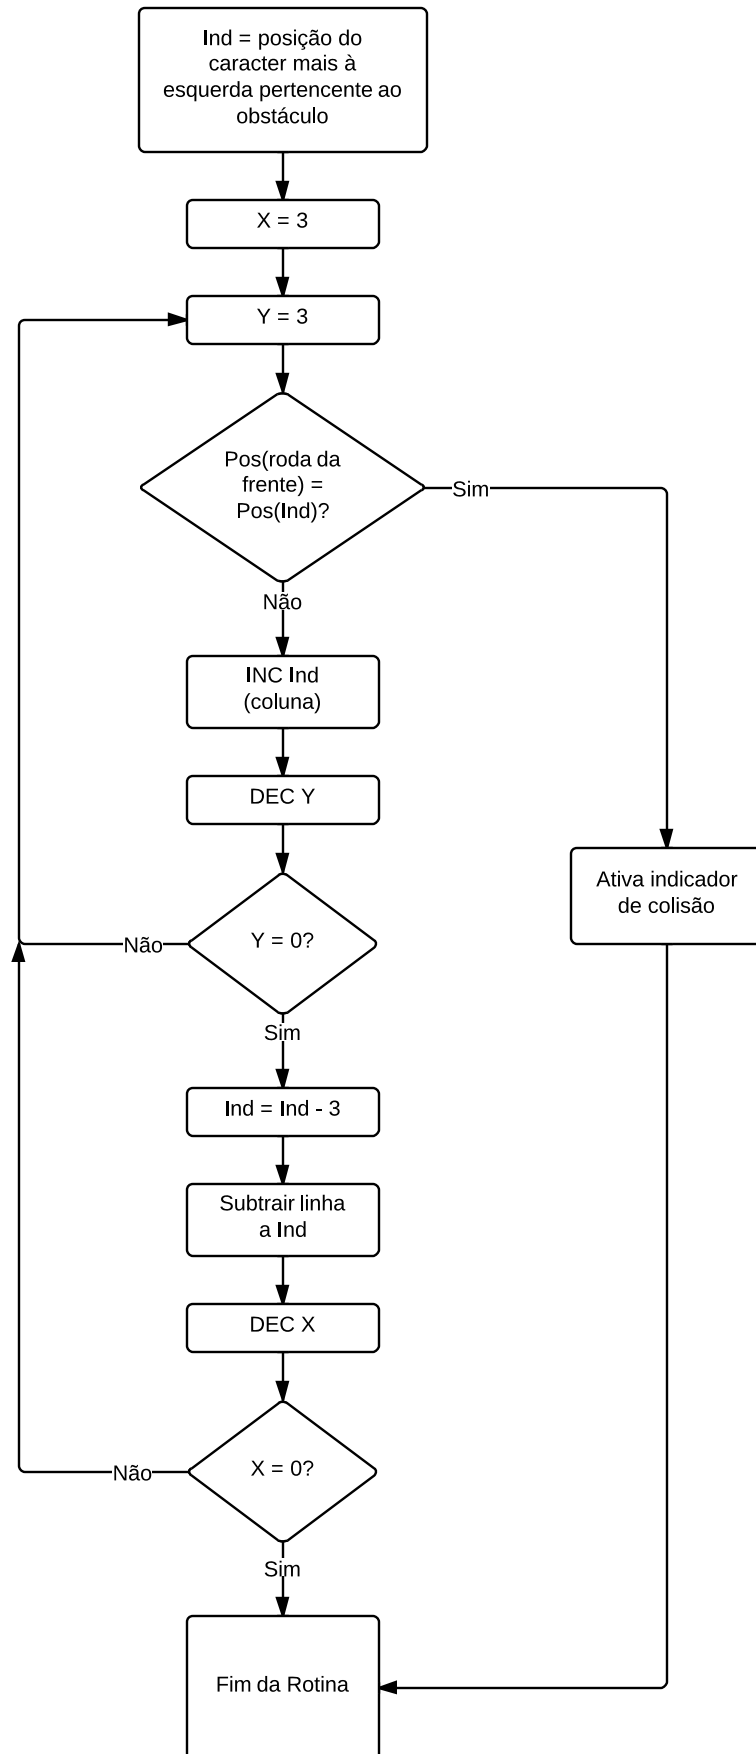 Ind = posição do
caracter mais à
esquerda pertencente ao
obstáculo
X = 3
Y = 3
Pos(roda da
frente) =
Pos(Ind)?
Sim
Não
INC Ind
(coluna)
DEC Y
Ativa indicador
de colisão
Y = 0?
Não
Sim
Ind = Ind - 3
Subtrair linha
a Ind
DEC X
X = 0?
Não
Sim
Fim da Rotina